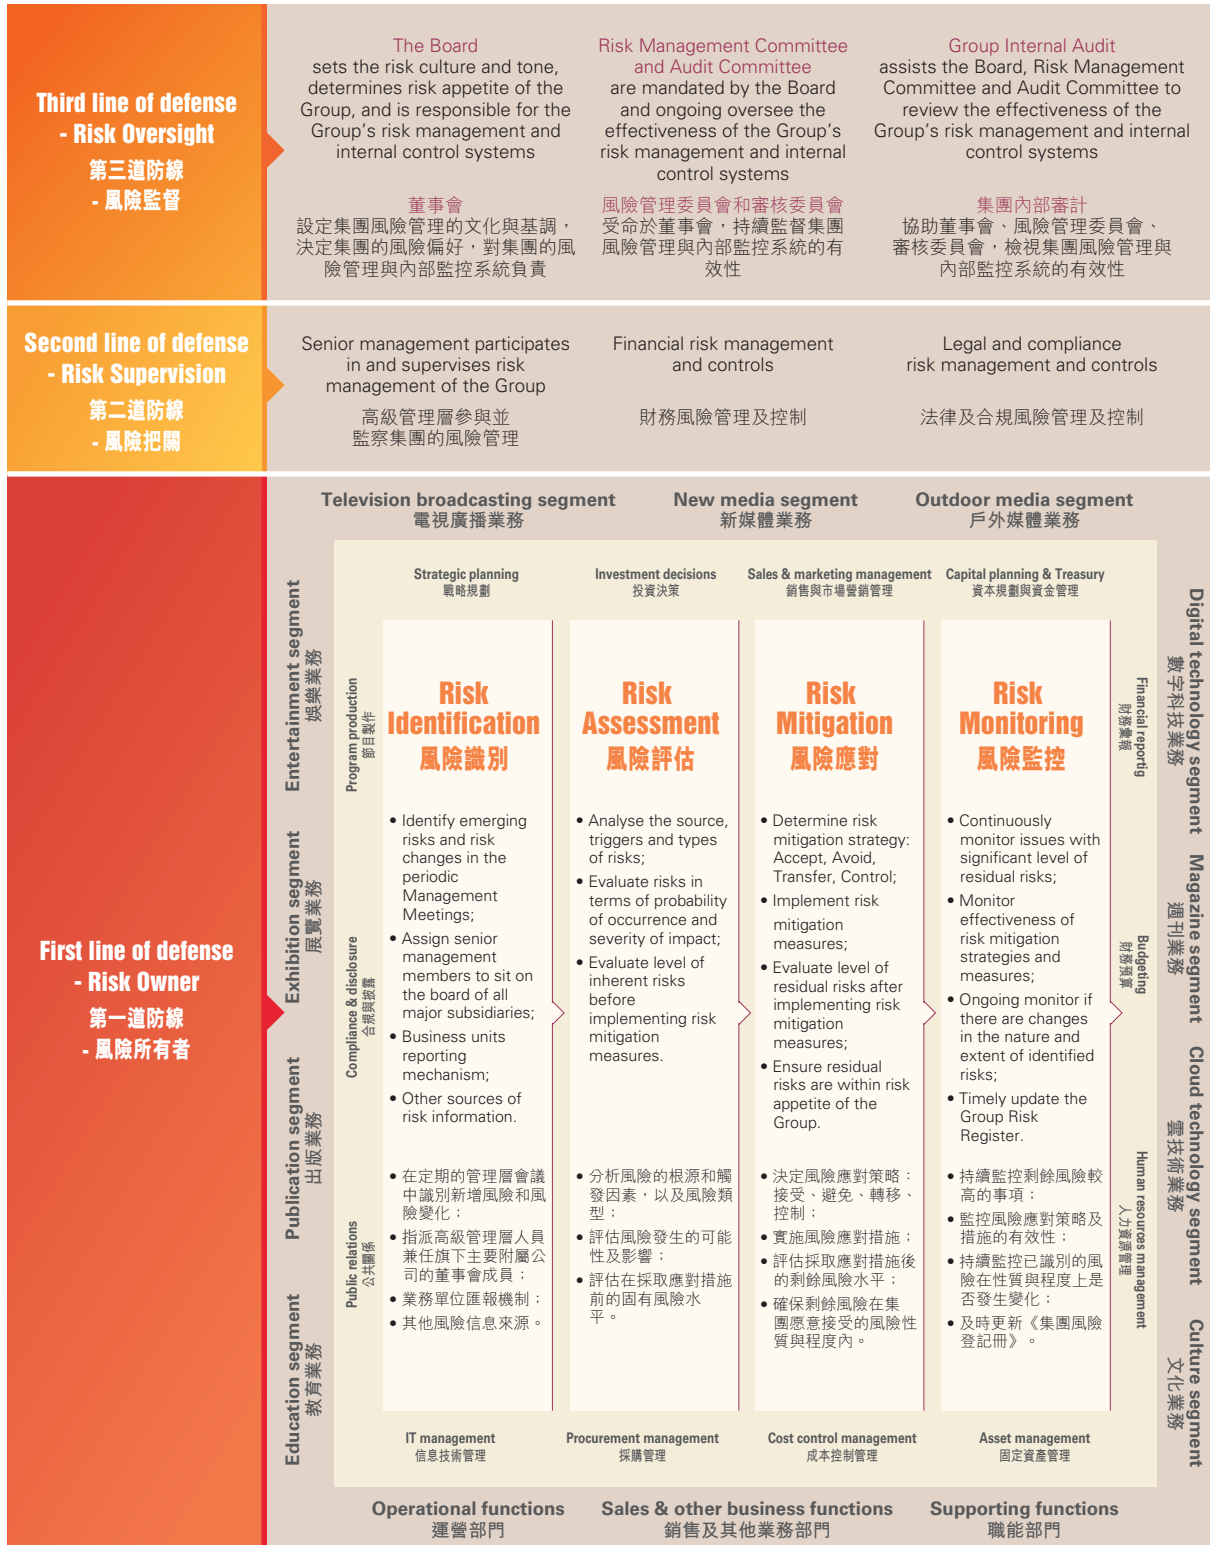 Third line of defense
- Risk Oversight
第三道防線
- 風險監督
The Board
sets the risk culture and tone,
determines risk appetite of the
Group, and is responsible for the
Group's risk management and
internal control systems
董事會
設定集團風險管理的文化與基調，
決定集團的風險偏好，對集團的風
險管理與內部監控系統負責
Risk Management Committee
and Audit Committee
are mandated by the Board
and ongoing oversee the
effectiveness of the Group's
risk management and internal
control systems
風險管理委員會和審核委員會
受命於董事會，持續監督集團
風險管理與內部監控系統的有
效性
Group Internal Audit
assists the Board, Risk Management
Committee and Audit Committee to
review the effectiveness of the
Group's risk management and internal
control systems
集團內部審計
協助董事會、風險管理委員會、
審核委員會，檢視集團風險管理與
內部監控系統的有效性
Second line of defense
- Risk Supervision
第二道防線
- 風險把關
Senior management participates
in and supervises risk
management of the Group
高級管理層參與並
監察集團的風險管理
Financial risk management
and controls
財務風險管理及控制
Legal and compliance
risk management and controls
法律及合規風險管理及控制
First line of defense
- Risk Owner
第一道防線
- 風險所有者
Television broadcasting segment
電視廣播業務
New media segment
新媒體業務
Outdoor media segment
戶外媒體業務
Entertainment segment
娛樂業務
Exhibition segment
展覽業務
Publication segment
出版業務
Education segment
教育業務
Strategic planning
戰略規劃
Investment decisions
投資決策
Sales & marketing management
銷售與市場營銷管理
Capital planning & Treasury
資本規劃與資金管理
Program production
節目製作
Compliance & disclosure
合規與披露
Public relations
公共關係
Risk
Identification
風險識別
• Identify emerging
risks and risk
changes in the
periodic
Management
Meetings;
• Assign senior
management
members to sit on
the board of all
major subsidiaries;
• Business units
reporting
mechanism;
• Other sources of
risk information.
• 在定期的管理層會議
中識別新增風險和風
險變化；
• 指派高級管理層人員
兼任旗下主要附屬公
司的董事會成員；
• 業務單位匯報機制；
• 其他風險信息來源。
Risk
Assessment
風險評估
• Analyse the source,
triggers and types
of risks;
• Evaluate risks in
terms of probability
of occurrence and
severity of impact;
• Evaluate level of
inherent risks
before
implementing risk
mitigation
measures.
• 分析風險的根源和觸
發因素，以及風險類
型；
• 評估風險發生的可能
性及影響；
• 評估在採取應對措施
前的固有風險水
平。
Risk
Mitigation
風險應對
• Determine risk
mitigation strategy:
Accept, Avoid,
Transfer, Control;
• Implement risk
mitigation
measures;
• Evaluate level of
residual risks after
implementing risk
mitigation
measures;
• Ensure residual
risks are within risk
appetite of the
Group.
• 決定風險應對策略：
接受、避免、轉移、
控制；
• 實施風險應對措施；
• 評估採取應對措施後
的剩餘風險水平；
• 確保剩餘風險在集
團愿意接受的風險性
質與程度內。
Risk
Monitoring
風險監控
• Continuously
monitor issues with
significant level of
residual risks;
• Monitor
effectiveness of
risk mitigation
strategies and
measures;
• Ongoing monitor if
there are changes
in the nature and
extent of identified
risks;
• Timely update the
Group Risk
Register.
• 持續監控剩餘風險較
高的事項；
• 監控風險應對策略及
措施的有效性；
• 持續監控已識別的風
險在性質與程度上是
否發生變化；
• 及時更新《集團風險
登記冊》。
Financial reportig
財務彙報
Budgeting
財務預算
Human resources management
人力資源管理
Digital technology segment
數字科技業務
Magazine segment
週刊業務
Cloud technology segment
雲技術業務
Culture segment
文化業務
IT management
信息技術管理
Procurement management
採購管理
Cost control management
成本控制管理
Asset management
固定資產管理
Operational functions
運營部門
Sales & other business functions
銷售及其他業務部門
Supporting functions
職能部門